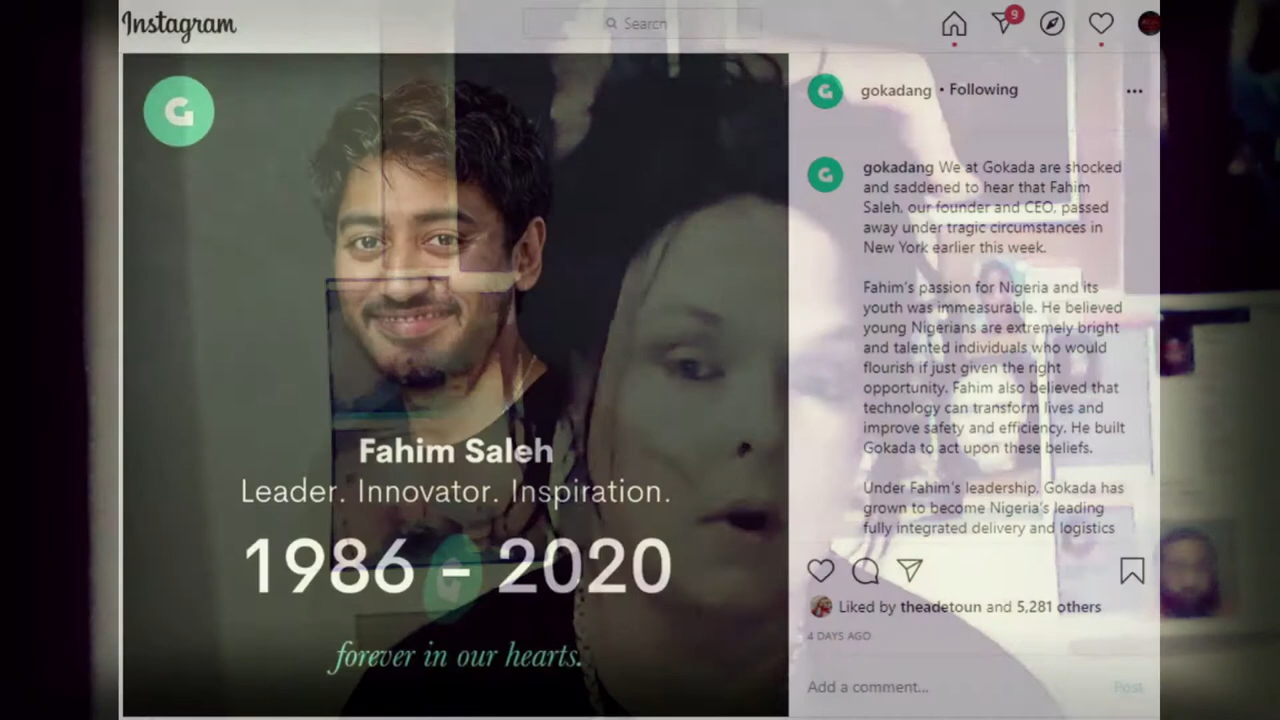 Instagram
Search
9
gokadang • Following
gokadang We at Gokada are shocked
and saddened to hear that Fahim
Saleh, our founder and CEO, passed
away under tragic circumstances in
New York earlier this week.
Fahim's passion for Nigeria and its
youth was immeasurable. He believed
young Nigerians are extremely bright
and talented individuals who would
flourish if just given the right
opportunity. Fahim also believed that
technology can transform lives and
improve safety and efficiency. He built
Gokada to act upon these beliefs.
Under Fahim's leadership, Gokada has
grown to become Nigeria's leading
fully integrated delivery and logistics
Liked by theadetoun and 5,281 others
4 DAYS AGO
Add a comment...
Post
G
Fahim Saleh
Leader. Innovator. Inspiration.
1986 - 2020
forever in our hearts.